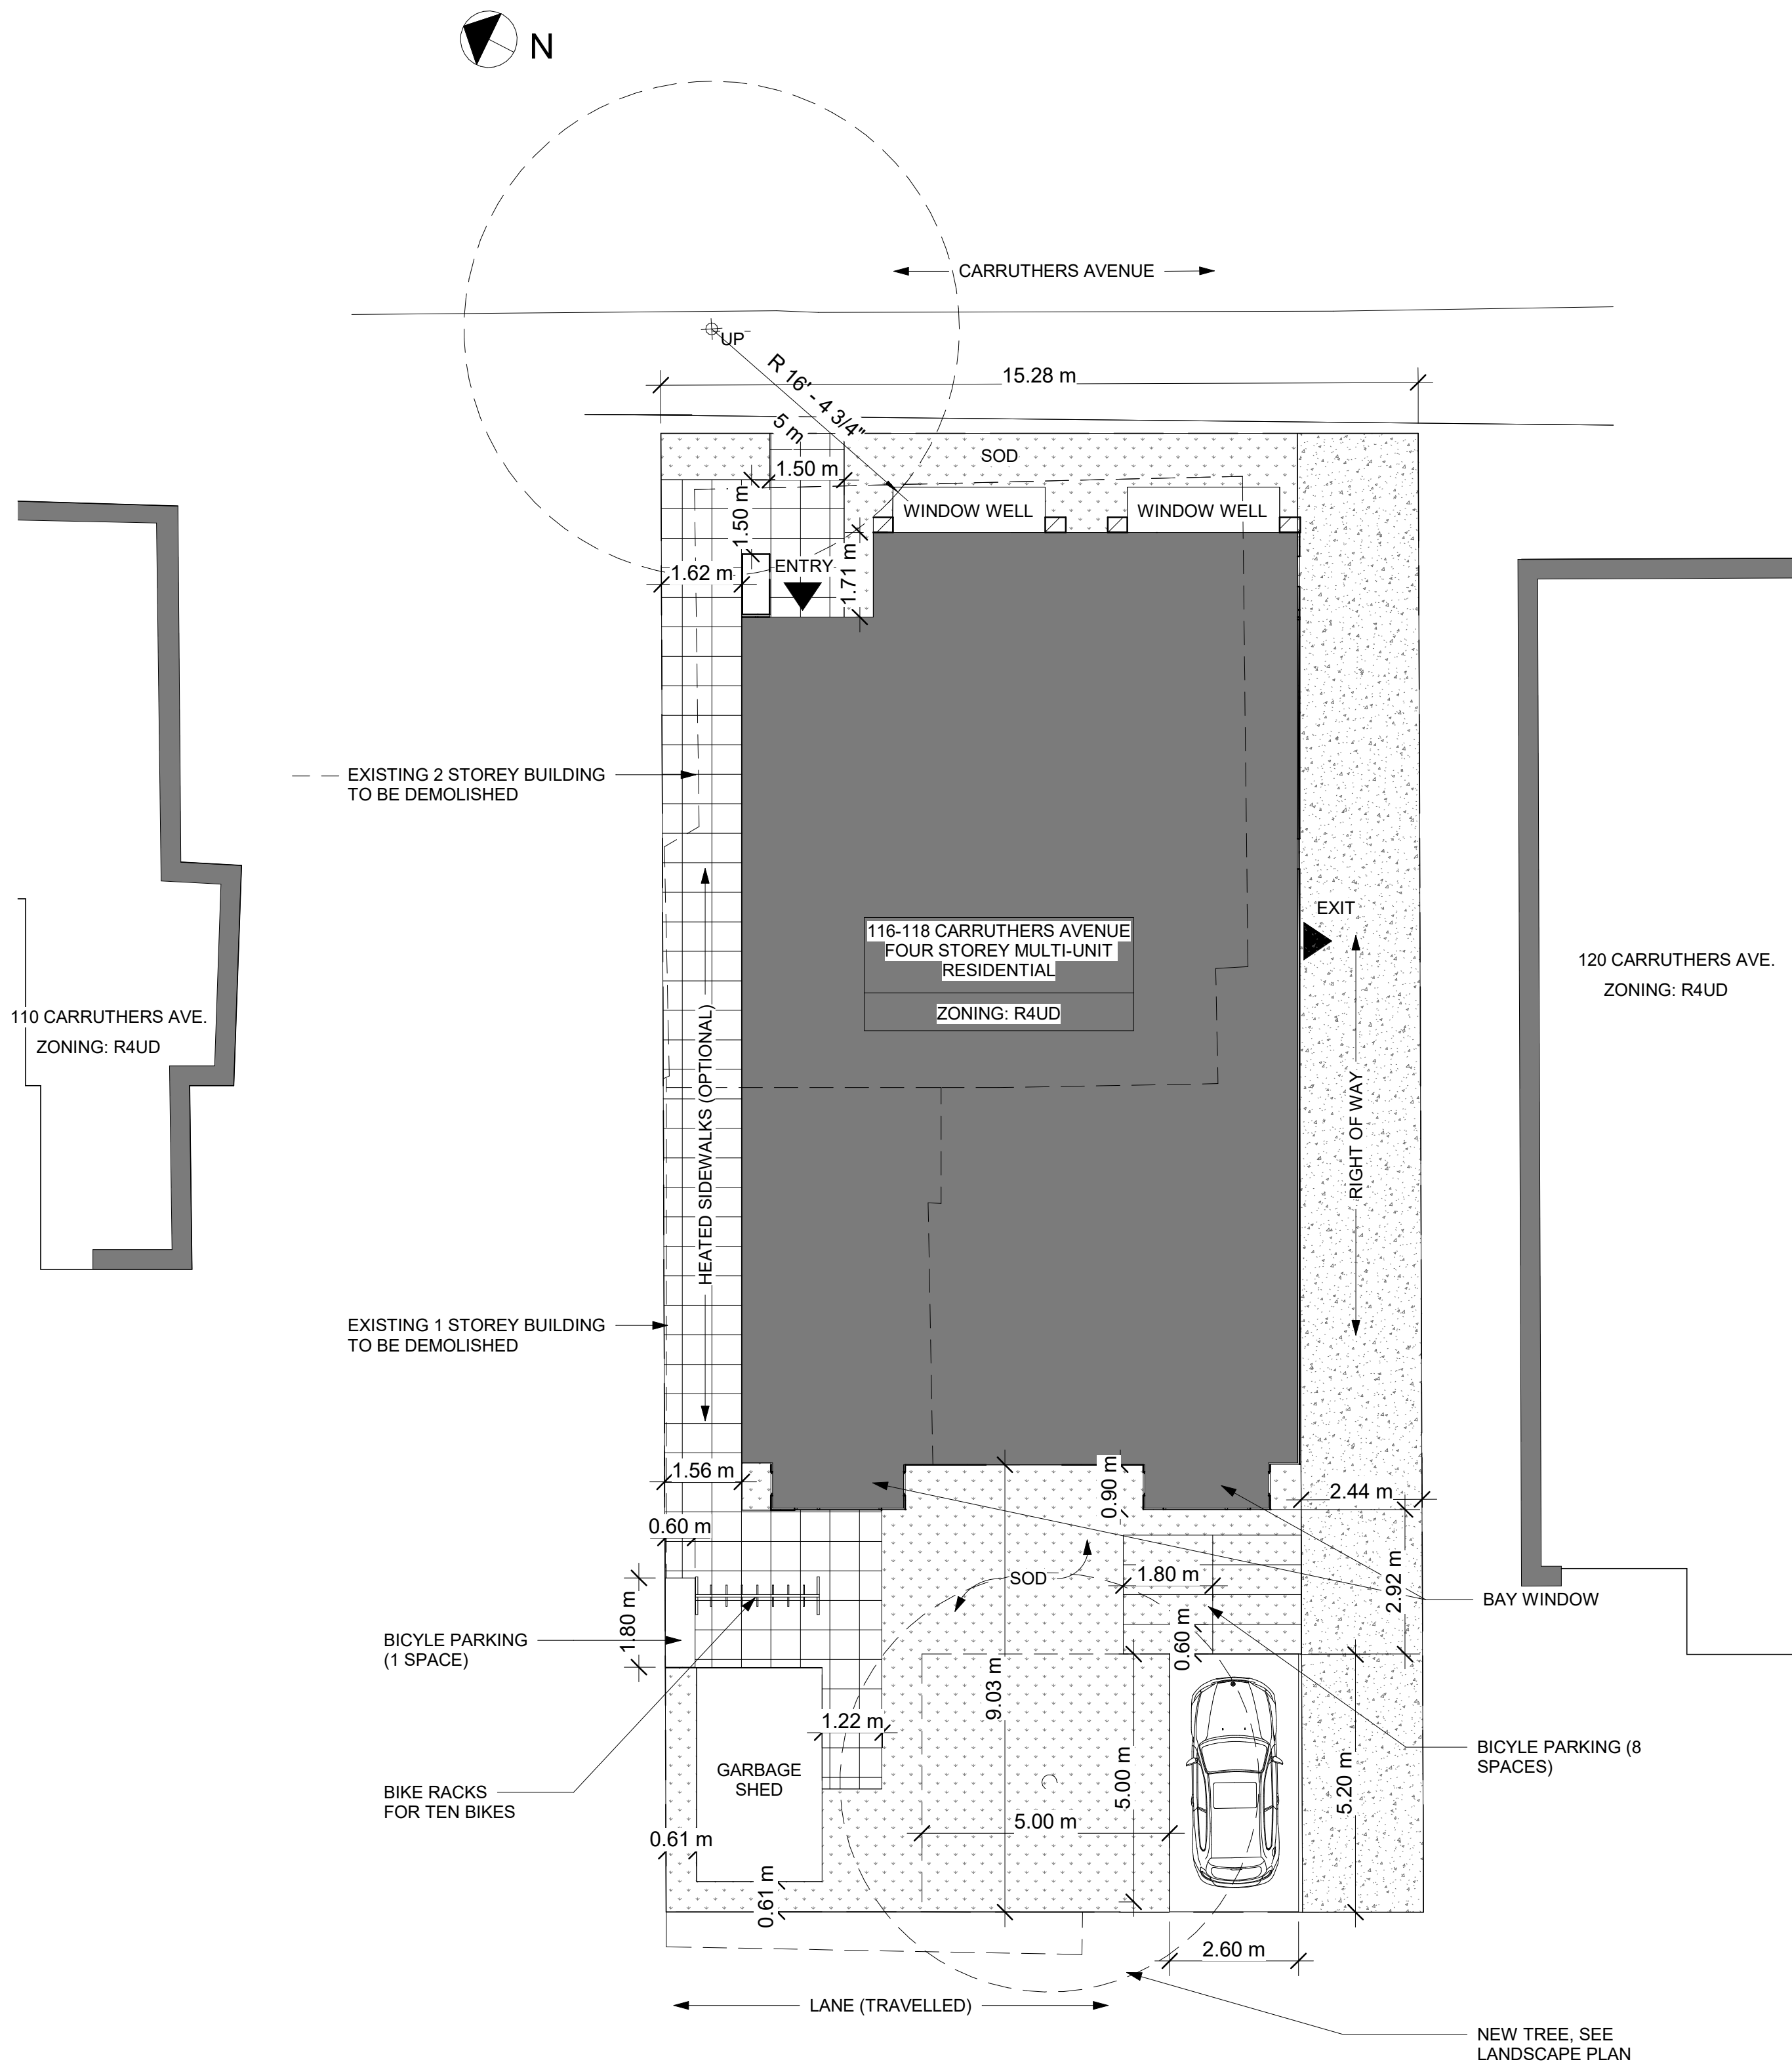 N
CARRUTHERS AVENUE
UP
R 16' - 4 3/4"
5 m
15.28 m
SOD
1.50 m
1.50 m
WINDOW WELL
WINDOW WELL
ENTRY
1.62 m
1.71 m
EXISTING 2 STOREY BUILDING
TO BE DEMOLISHED
116-118 CARRUTHERS AVENUE
FOUR STOREY MULTI-UNIT
RESIDENTIAL
ZONING: R4UD
EXIT
110 CARRUTHERS AVE.
ZONING: R4UD
120 CARRUTHERS AVE.
ZONING: R4UD
HEATED SIDEWALKS (OPTIONAL)
RIGHT OF WAY
EXISTING 1 STOREY BUILDING
TO BE DEMOLISHED
1.56 m
0.90 m
2.44 m
0.60 m
SOD
1.80 m
2.92 m
BAY WINDOW
1.80 m
0.60 m
BICYLE PARKING
(1 SPACE)
9.03 m
1.22 m
GARBAGE
SHED
5.00 m
5.20 m
BICYLE PARKING (8
SPACES)
BIKE RACKS
FOR TEN BIKES
5.00 m
0.61 m
0.61 m
2.60 m
LANE (TRAVELLED)
NEW TREE, SEE
LANDSCAPE PLAN